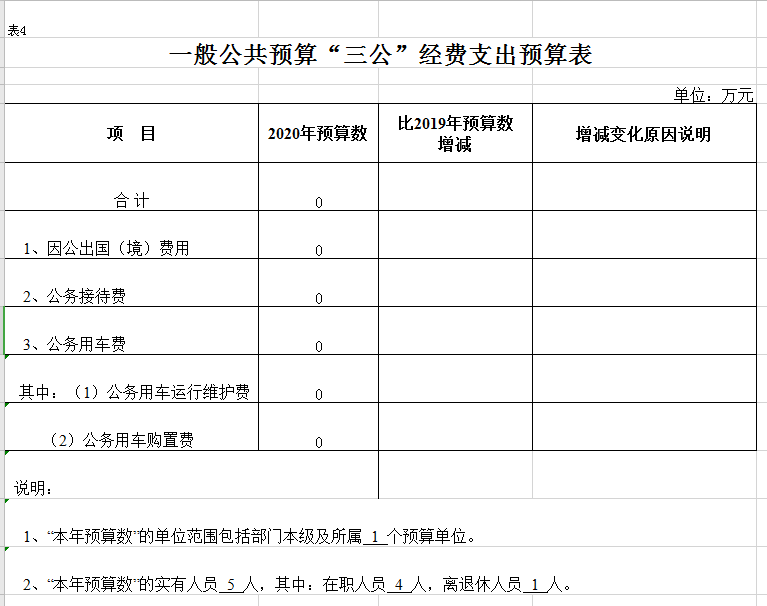 表4
一般公共预算“三公”经费支出预算表
单位：万元
项 目 2020年预算数 比2019年预算数增减 增减变化原因说明
合 计 0
1、因公出国（境）费用 0
2、公务接待费 0
3、公务用车费 0
其中：（1）公务用车运行维护费 0
（2）公务用车购置费 0
说明：
1、“本年预算数”的单位范围包括部门本级及所属 1 个预算单位。
2、“本年预算数”的实有人员 5 人，其中：在职人员 4 人，离退休人员 1 人。